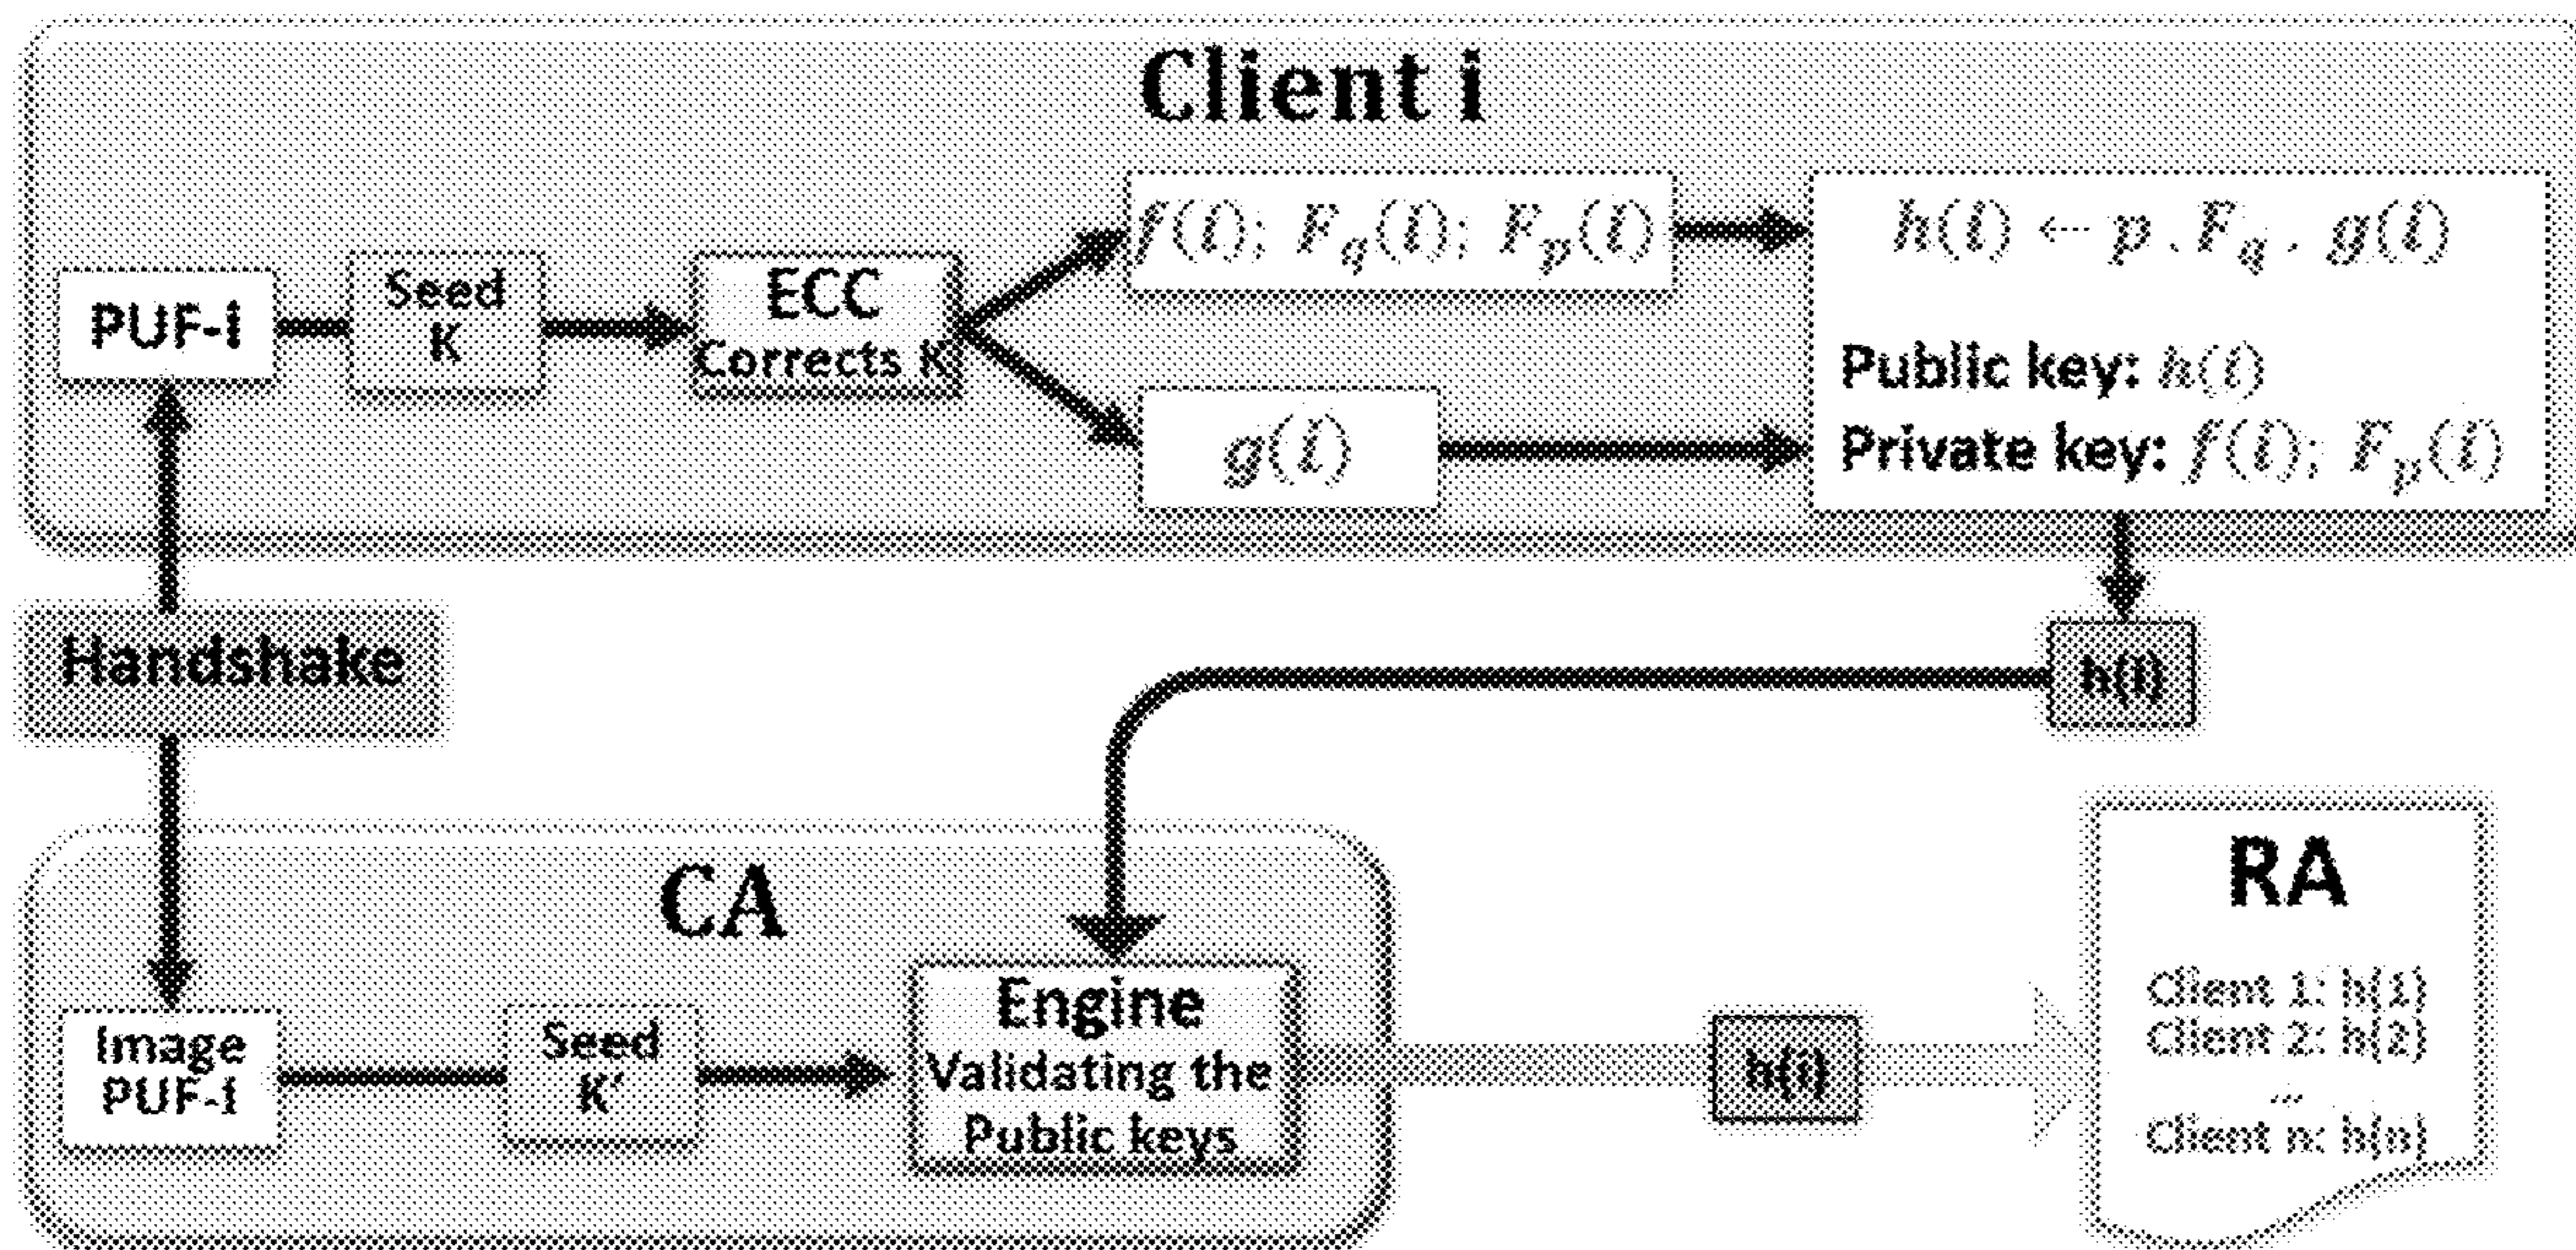 Client i
PUF-i
Seed
K
ECC
Corrects K
f(i); F_q(i); F_p(i)
g(i)
h(i) ← p . F_q . g(i)
Public key: h(i)
Private key: f(i); F_p(i)
Handshake
h(i)
CA
Image
PUF-i
Seed
K'
Engine
Validating the
Public keys
h(i)
RA
Client 1: h(1)
Client 2: h(2)
...
Client n: h(n)